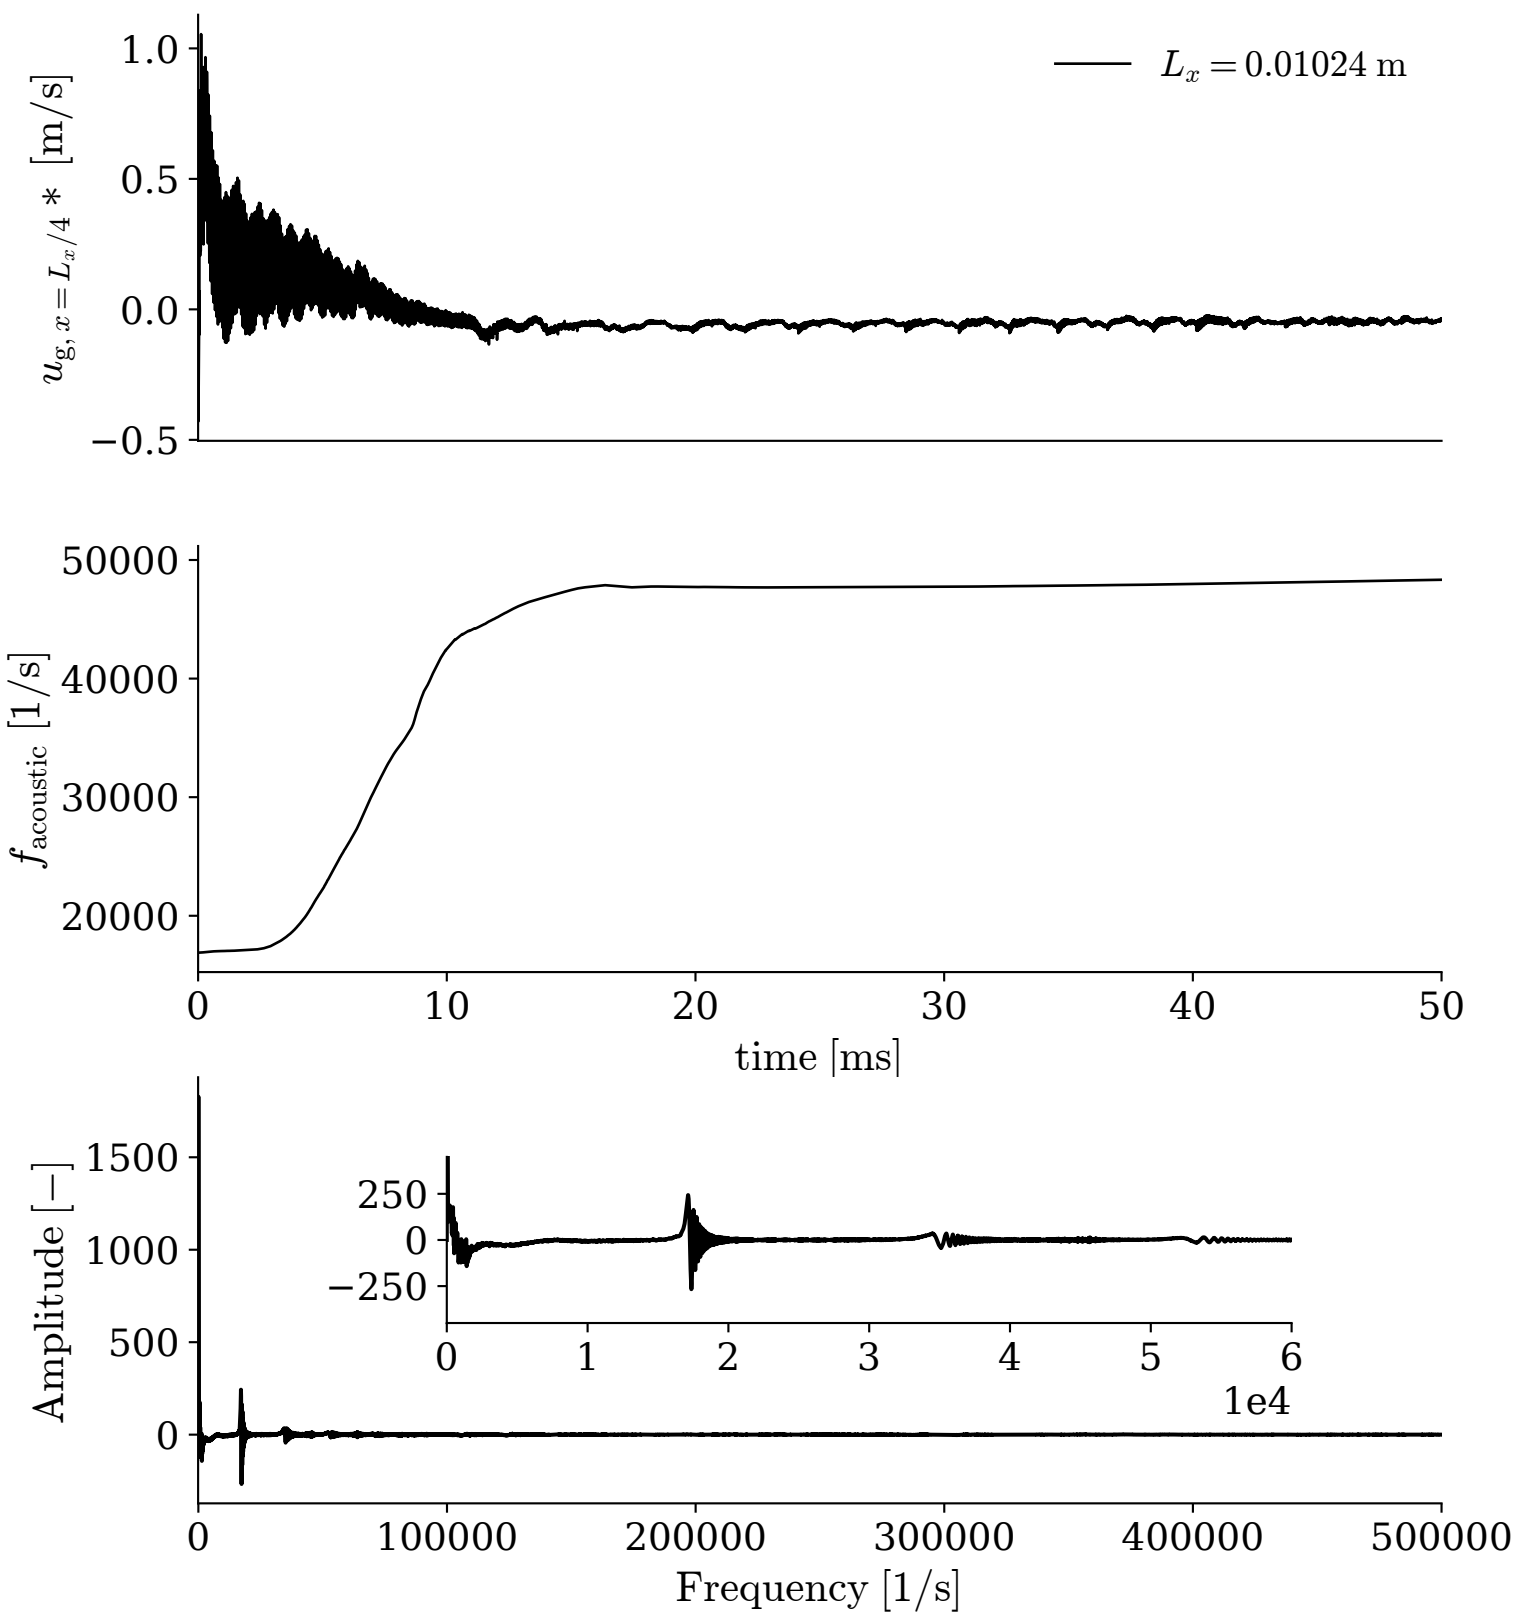 1.0
0.5
0.0
−0.5
u_{g, x=L_x/4} * [m/s]
L_x = 0.01024 m
50000
40000
30000
20000
f_{acoustic} [1/s]
0 10 20 30 40 50
time [ms]
1500
1000
500
0
Amplitude [−]
250
0
−250
0 1 2 3 4 5 6
1e4
0 100000 200000 300000 400000 500000
Frequency [1/s]